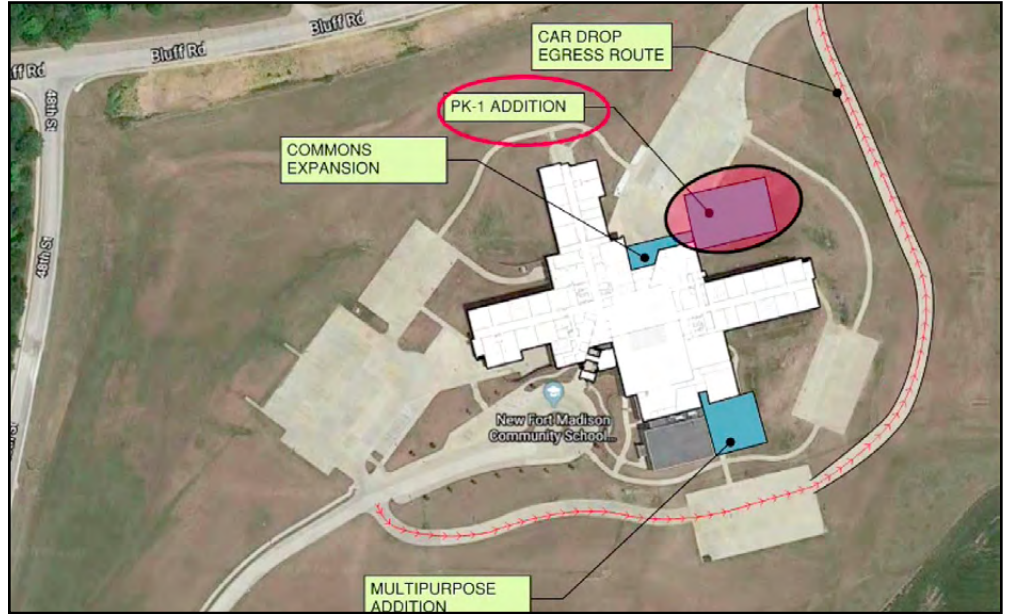 Bluff Rd
Bluff Rd
ff Rd
48th St
48th St
CAR DROP
EGRESS ROUTE
PK-1 ADDITION
COMMONS
EXPANSION
New Fort Madison
Community School...
MULTIPURPOSE
ADDITION